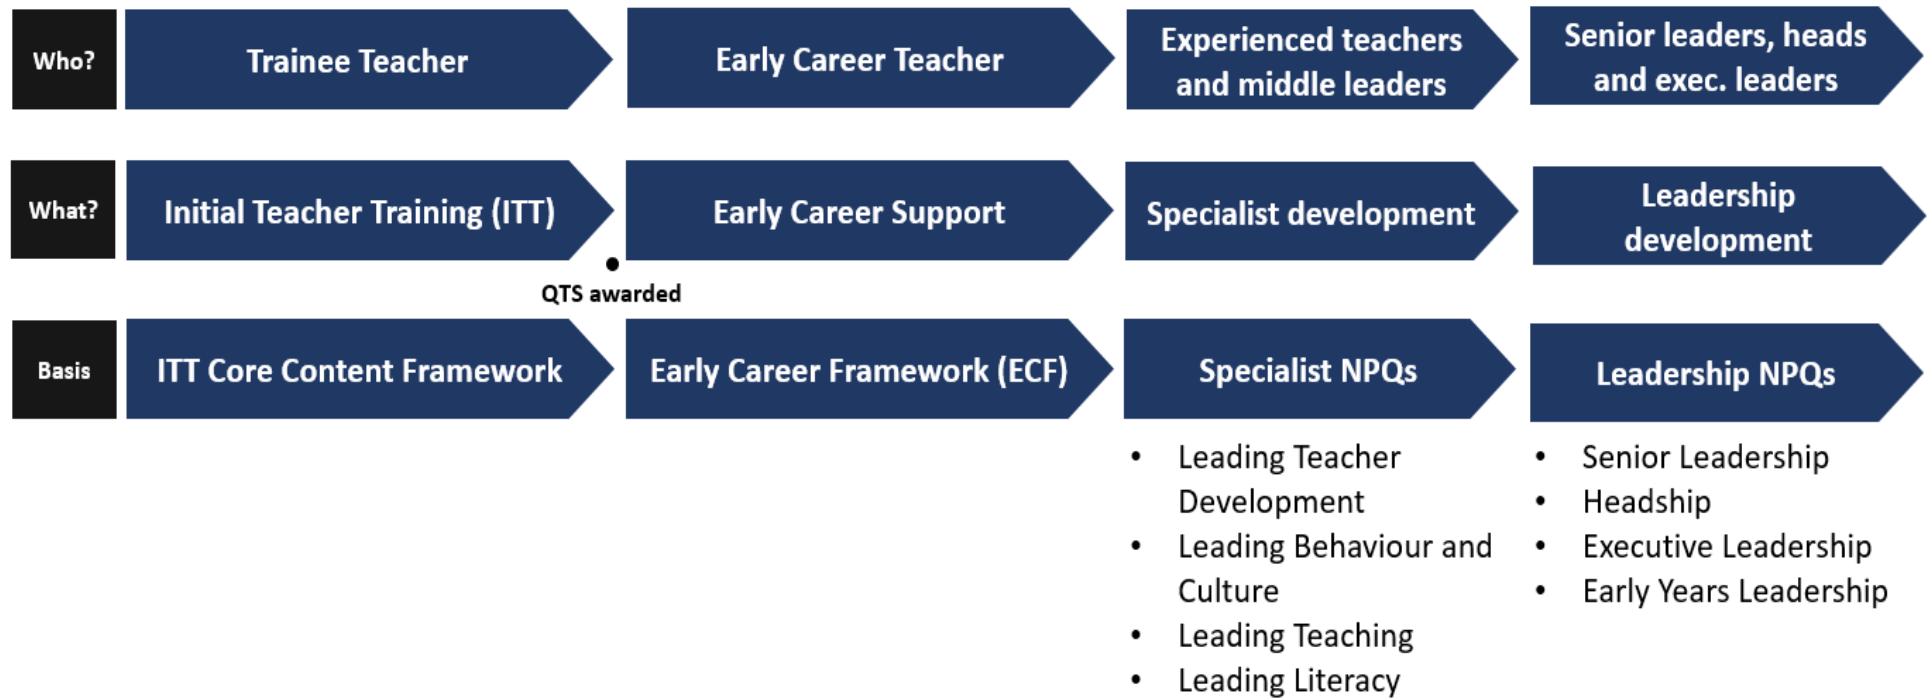 Who?
Trainee Teacher
Early Career Teacher
Experienced teachers
and middle leaders
Senior leaders, heads
and exec. leaders
What?
Initial Teacher Training (ITT)
Early Career Support
Specialist development
Leadership
development
QTS awarded
Basis
ITT Core Content Framework
Early Career Framework (ECF)
Specialist NPQs
Leadership NPQs
• Leading Teacher
Development
• Leading Behaviour and
Culture
• Leading Teaching
• Leading Literacy
• Senior Leadership
• Headship
• Executive Leadership
• Early Years Leadership